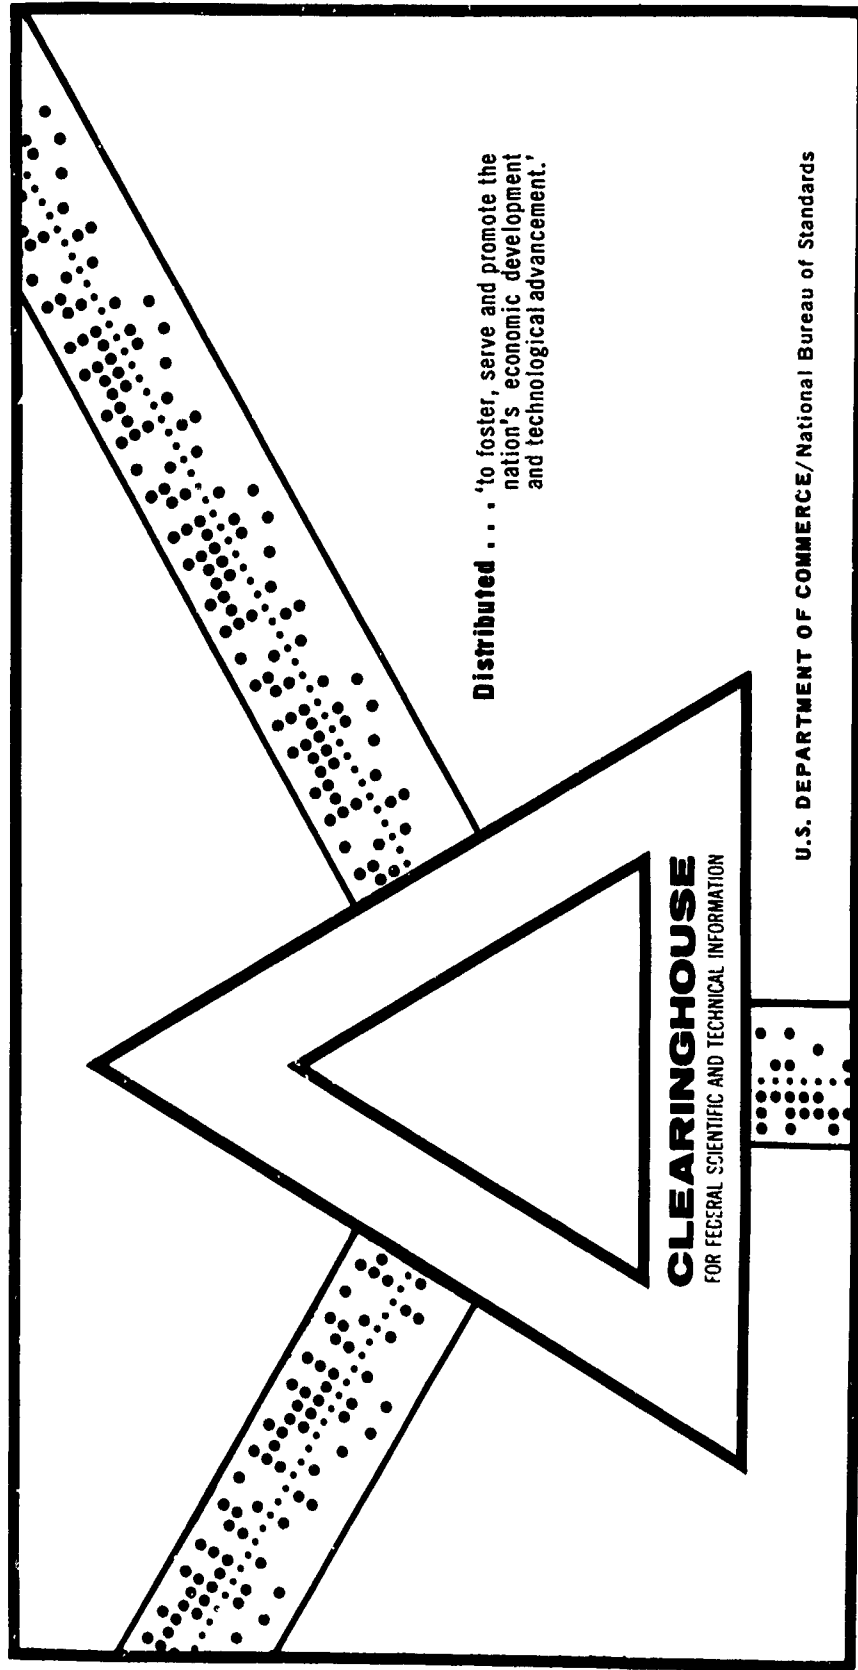 CLEARINGHOUSE
FOR FEDERAL SCIENTIFIC AND TECHNICAL INFORMATION
Distributed . . . 'to foster, serve and promote the
nation's economic development
and technological advancement.'
U.S. DEPARTMENT OF COMMERCE/National Bureau of Standards